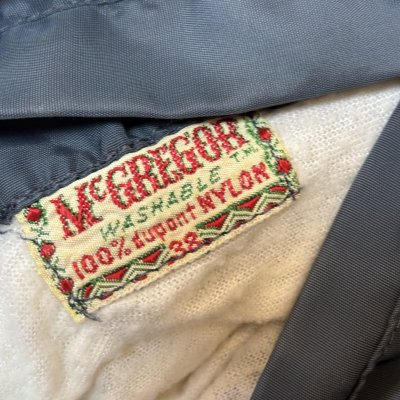 McGREGOR
WASHABLE TM
100% dupont NYLON
38